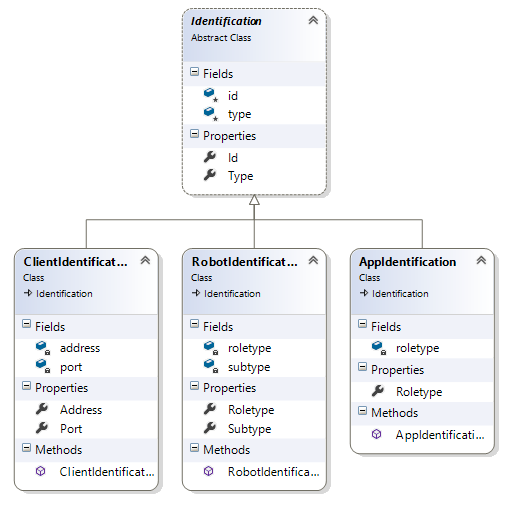 Identification
Abstract Class
Fields
id
type
Properties
Id
Type
ClientIdentificat...
Class
Identification
Fields
address
port
Properties
Address
Port
Methods
ClientIdentificat...
RobotIdentificat...
Class
Identification
Fields
roletype
subtype
Properties
Roletype
Subtype
Methods
RobotIdentifica...
AppIdentification
Class
Identification
Fields
roletype
Properties
Roletype
Methods
AppIdentificati...